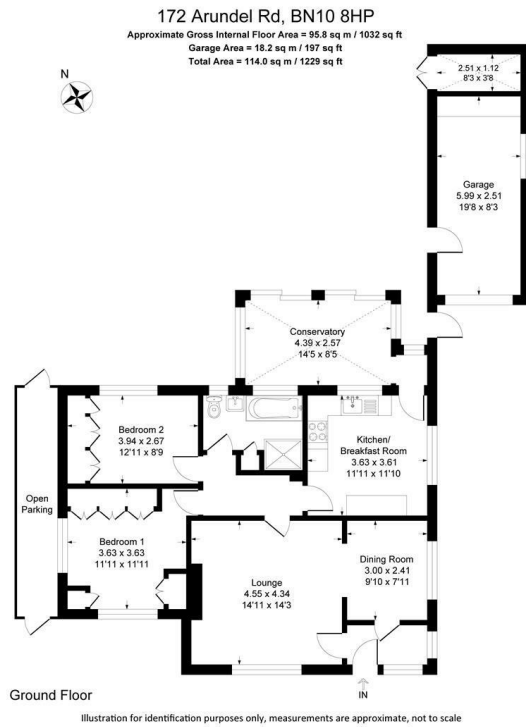 172 Arundel Rd, BN10 8HP
Approximate Gross Internal Floor Area = 95.8 sq m / 1032 sq ft
Garage Area = 18.2 sq m / 197 sq ft
Total Area = 114.0 sq m / 1229 sq ft
N
2.51 x 1.12
8'3 x 3'8
Garage
5.99 x 2.51
19'8 x 8'3
Conservatory
4.39 x 2.57
14'5 x 8'5
Bedroom 2
3.94 x 2.67
12'11 x 8'9
Kitchen/
Breakfast Room
3.63 x 3.61
11'11 x 11'10
Open
Parking
Bedroom 1
3.63 x 3.63
11'11 x 11'11
Lounge
4.55 x 4.34
14'11 x 14'3
Dining Room
3.00 x 2.41
9'10 x 7'11
IN
Ground Floor
Illustration for identification purposes only, measurements are approximate, not to scale